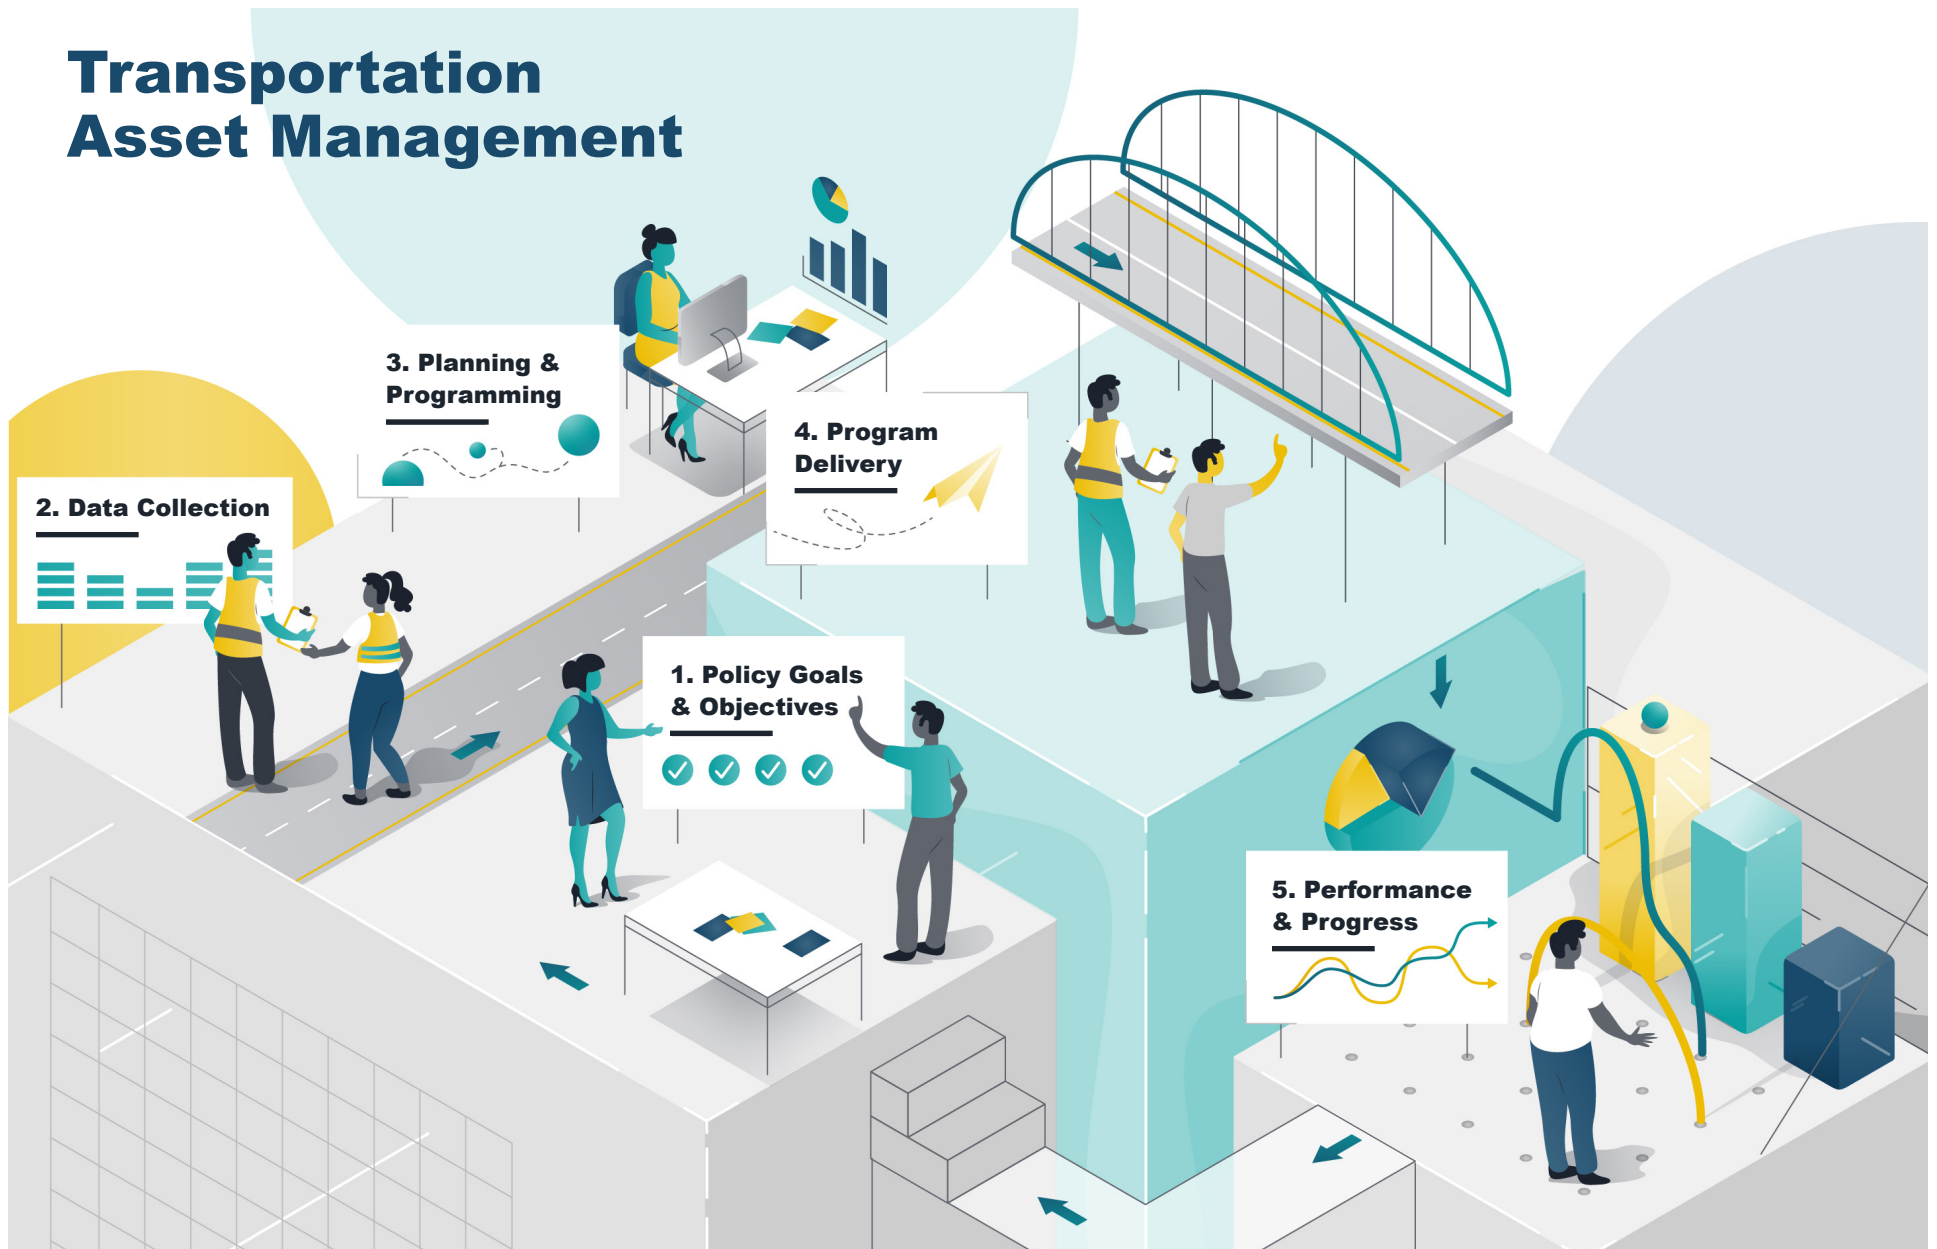 Transportation
Asset Management
1. Policy Goals
& Objectives
2. Data Collection
3. Planning &
Programming
4. Program
Delivery
5. Performance
& Progress